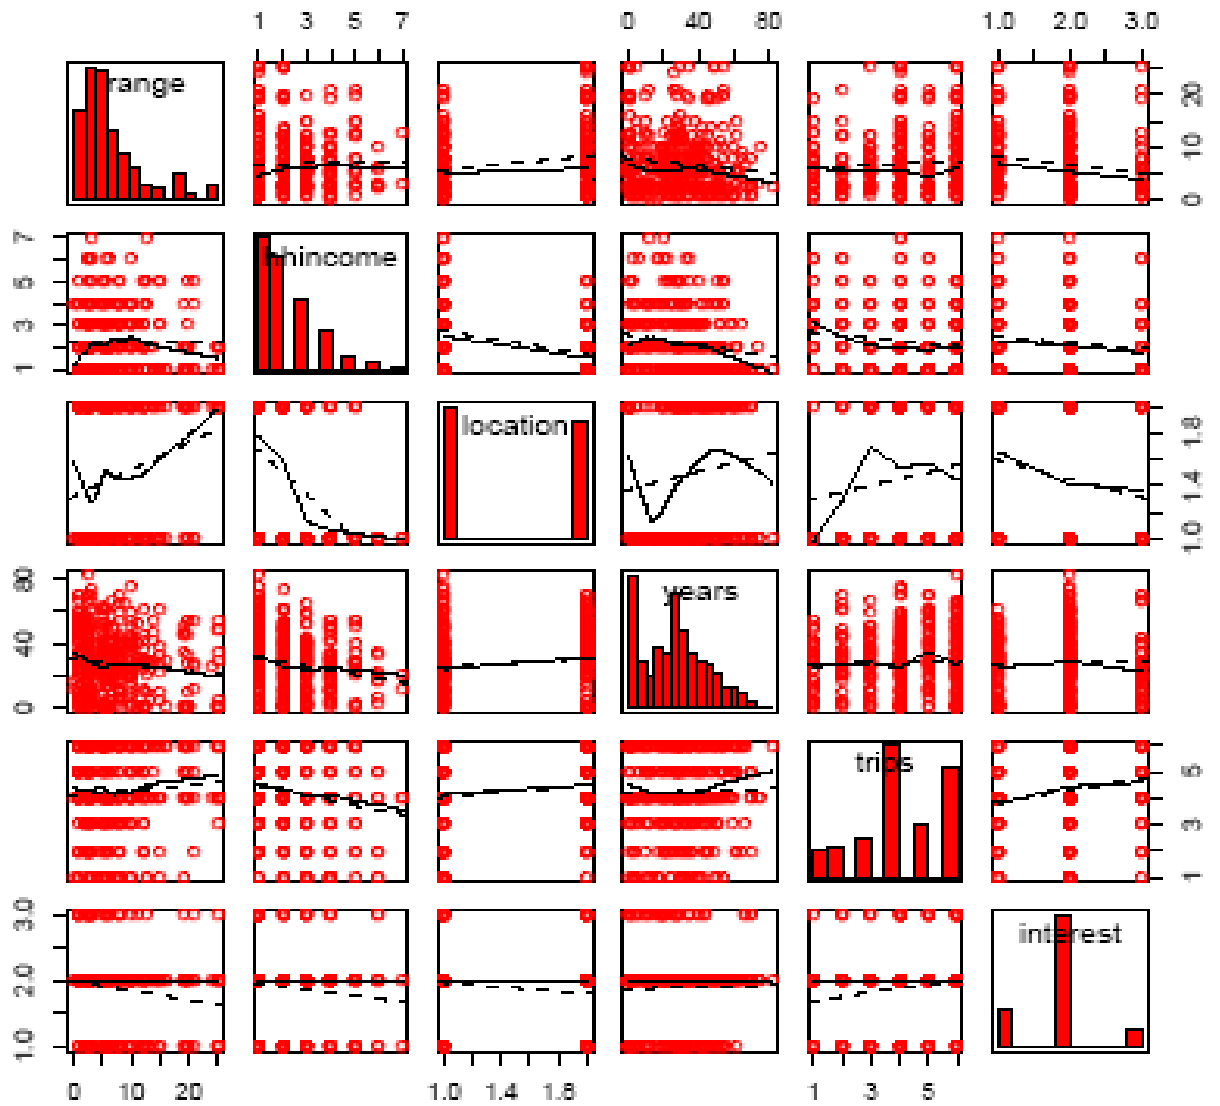 1 3 5 7 0 40 80 1.0 2.0 3.0
range 0 10 20
1 3 5 7 hhincome
location 1.0 1.4 1.8
0 40 80 years
trips 1 3 5
1.0 2.0 3.0 interest
0 10 20 1.0 1.4 1.8 1 3 5